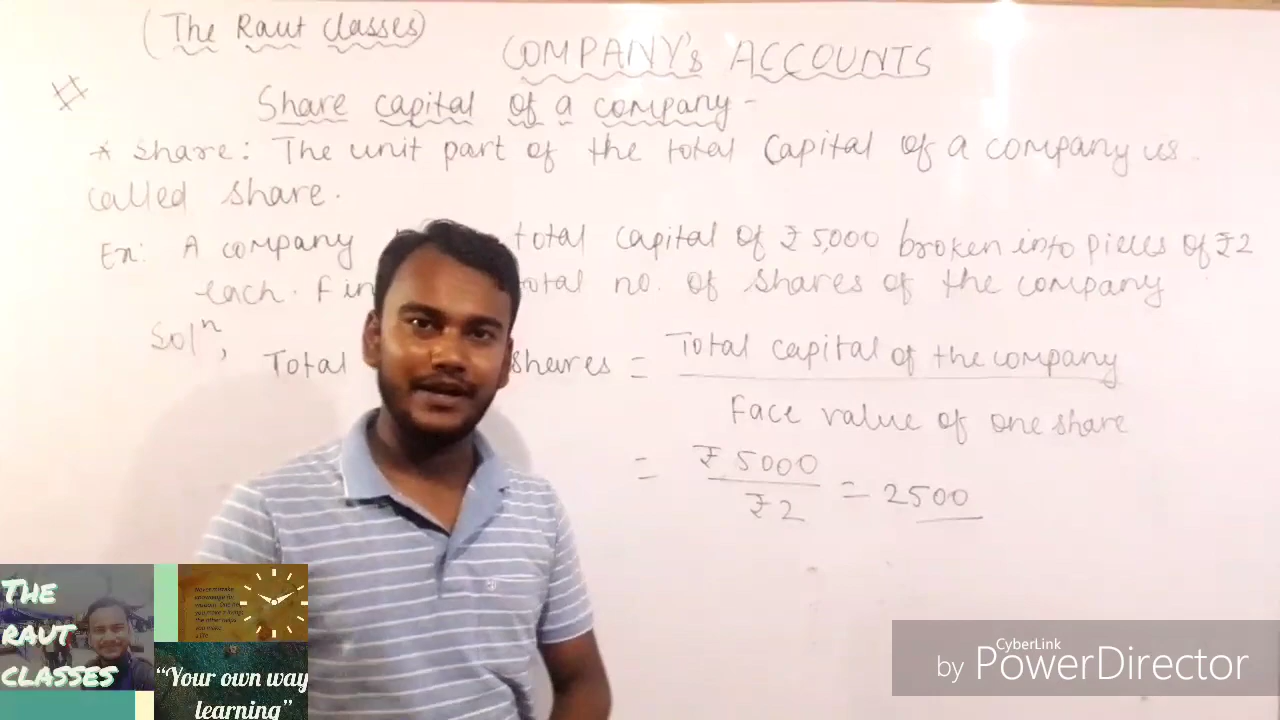 (The Raut classes)
COMPANY's ACCOUNTS
# Share capital of a company -
* Share: The unit part of the total Capital of a company is
called share.
Ex: A company total capital of ₹ 5,000 broken into pieces of ₹2
each. Fin total no. of shares of the company
Solⁿ,
Total shares = Total capital of the company
Face value of one share
= ₹ 5000
₹ 2
= 2500
THE
RAUT
CLASSES
“Your own way
learning”
CyberLink
by PowerDirector